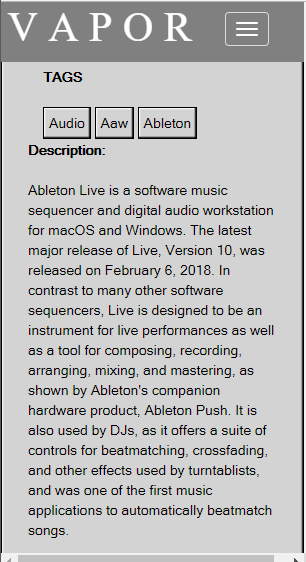 VAPOR
TAGS
Audio Aaw Ableton
Description:
Ableton Live is a software music
sequencer and digital audio workstation
for macOS and Windows. The latest
major release of Live, Version 10, was
released on February 6, 2018. In
contrast to many other software
sequencers, Live is designed to be an
instrument for live performances as well
as a tool for composing, recording,
arranging, mixing, and mastering, as
shown by Ableton's companion
hardware product, Ableton Push. It is
also used by DJs, as it offers a suite of
controls for beatmatching, crossfading,
and other effects used by turntablists,
and was one of the first music
applications to automatically beatmatch
songs.